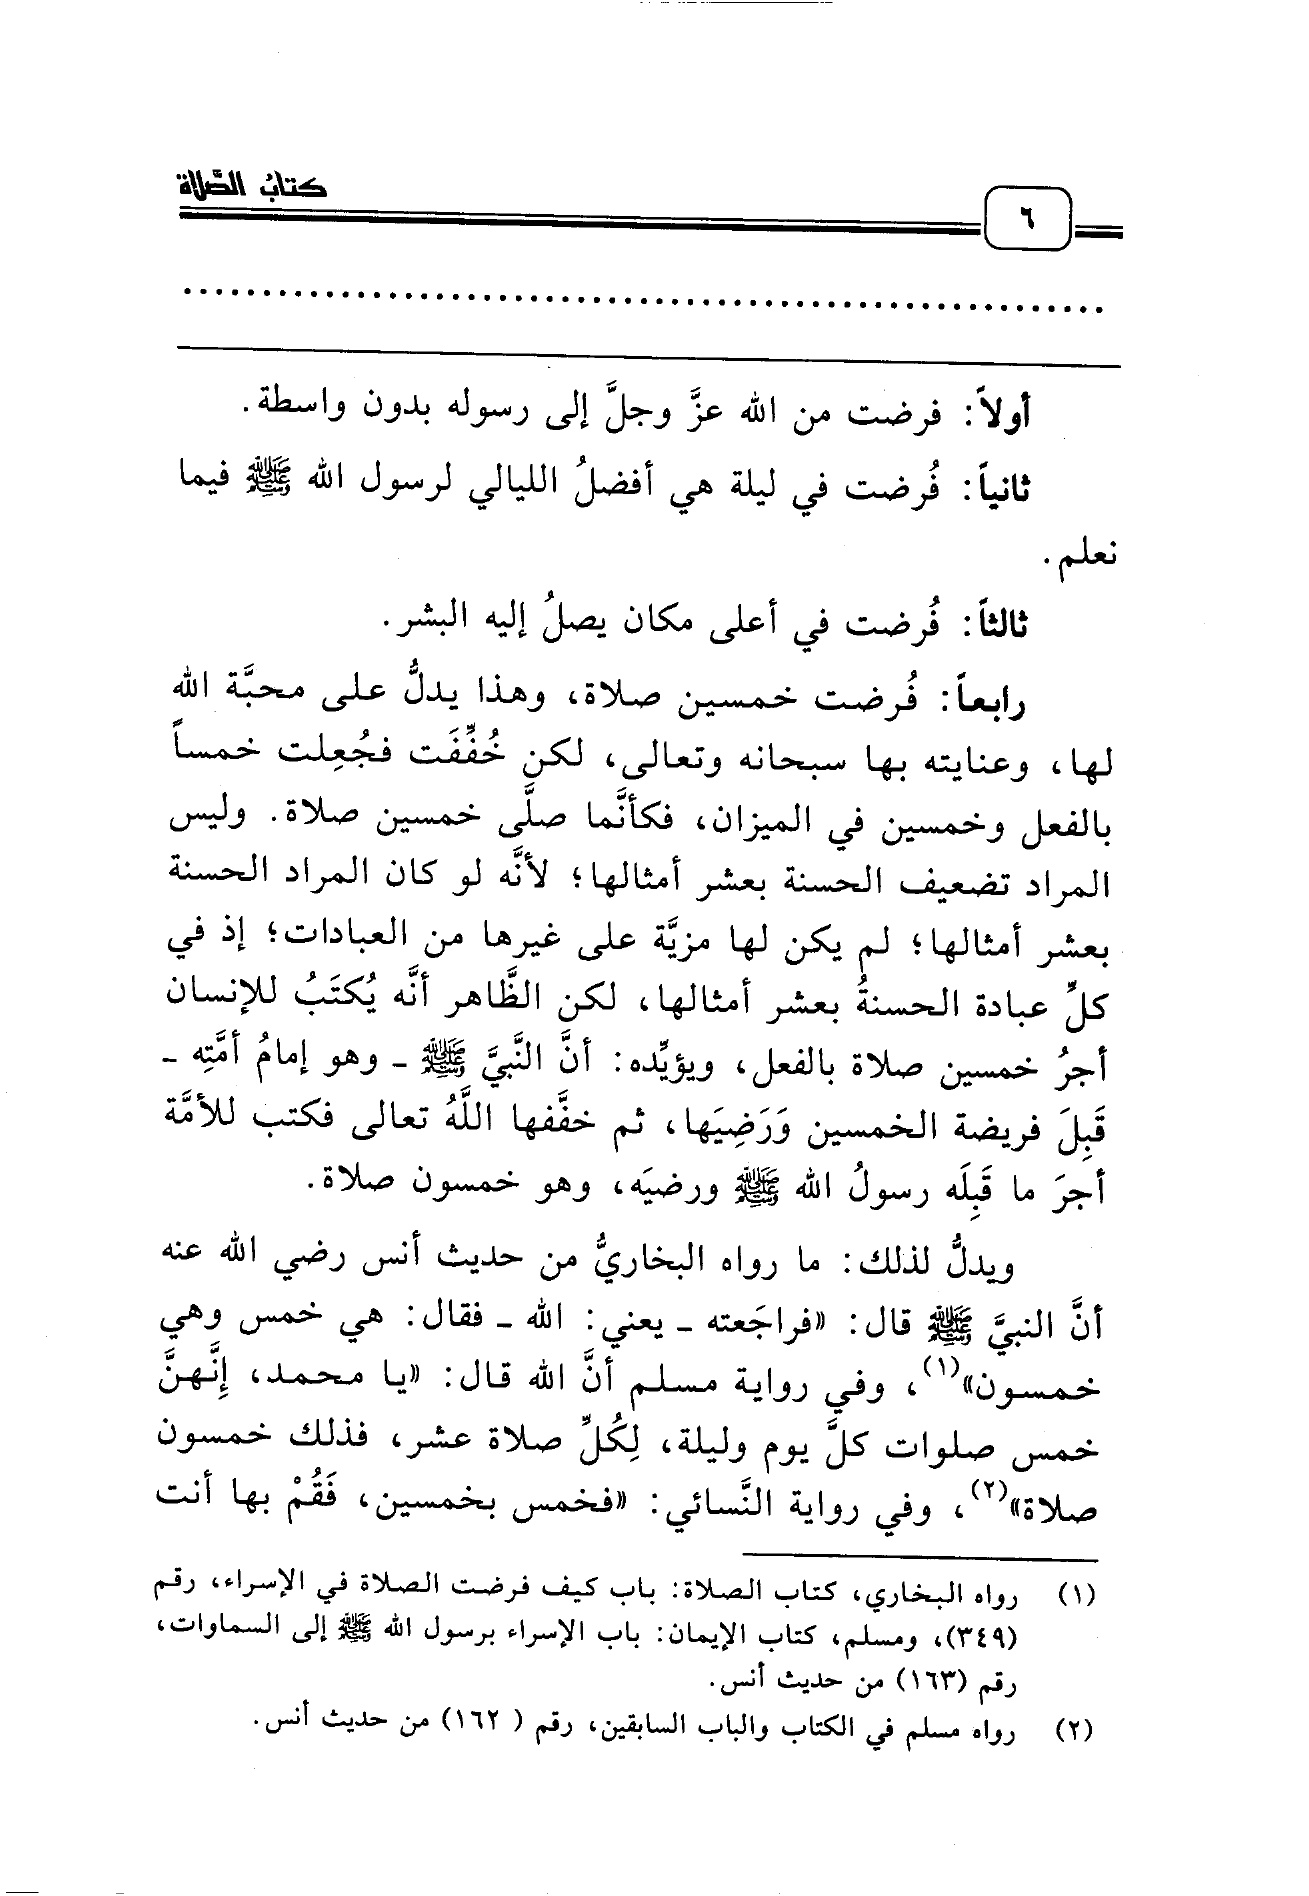 كتابُ الصَّلاة
٦
أولاً: فرضت من الله عزَّ وجلَّ إلى رسوله بدون واسطة.
ثانياً: فُرضت في ليلة هي أفضلُ الليالي لرسول الله ﷺ فيما
نعلم.
ثالثاً: فُرضت في أعلى مكان يصلُ إليه البشر.
رابعاً: فُرضت خمسين صلاة، وهذا يدلُّ على محبَّة الله
لها، وعنايته بها سبحانه وتعالى، لكن خُفِّفَت فجُعِلت خمساً
بالفعل وخمسين في الميزان، فكأنَّما صلَّى خمسين صلاة. وليس
المراد تضعيف الحسنة بعشر أمثالها؛ لأنَّه لو كان المراد الحسنة
بعشر أمثالها؛ لم يكن لها مزيَّة على غيرها من العبادات؛ إذ في
كلِّ عبادة الحسنةُ بعشر أمثالها، لكن الظَّاهر أنَّه يُكتَبُ للإنسان
أجرُ خمسين صلاة بالفعل، ويؤيِّده: أنَّ النَّبيَّ ﷺ ـ وهو إمامُ أمَّتِه ـ
قَبِلَ فريضة الخمسين وَرَضِيَها، ثم خفَّفها اللَّهُ تعالى فكتب للأمَّة
أجرَ ما قَبِلَه رسولُ الله ﷺ ورضيَه، وهو خمسون صلاة.
ويدلُّ لذلك: ما رواه البخاريُّ من حديث أنس رضي الله عنه
أنَّ النبيَّ ﷺ قال: «فراجَعته ـ يعني: الله ـ فقال: هي خمس وهي
خمسون»(١)، وفي رواية مسلم أنَّ الله قال: «يا محمد، إنَّهنَّ
خمس صلوات كلَّ يوم وليلة، لِكُلِّ صلاة عشر، فذلك خمسون
صلاة»(٢)، وفي رواية النَّسائي: «فخمس بخمسين، فَقُمْ بها أنت
(١) رواه البخاري، كتاب الصلاة: باب كيف فرضت الصلاة في الإسراء، رقم
(٣٤٩)، ومسلم، كتاب الإيمان: باب الإسراء برسول الله ﷺ إلى السماوات،
رقم (١٦٣) من حديث أنس.
(٢) رواه مسلم في الكتاب والباب السابقين، رقم ( ١٦٢) من حديث أنس.